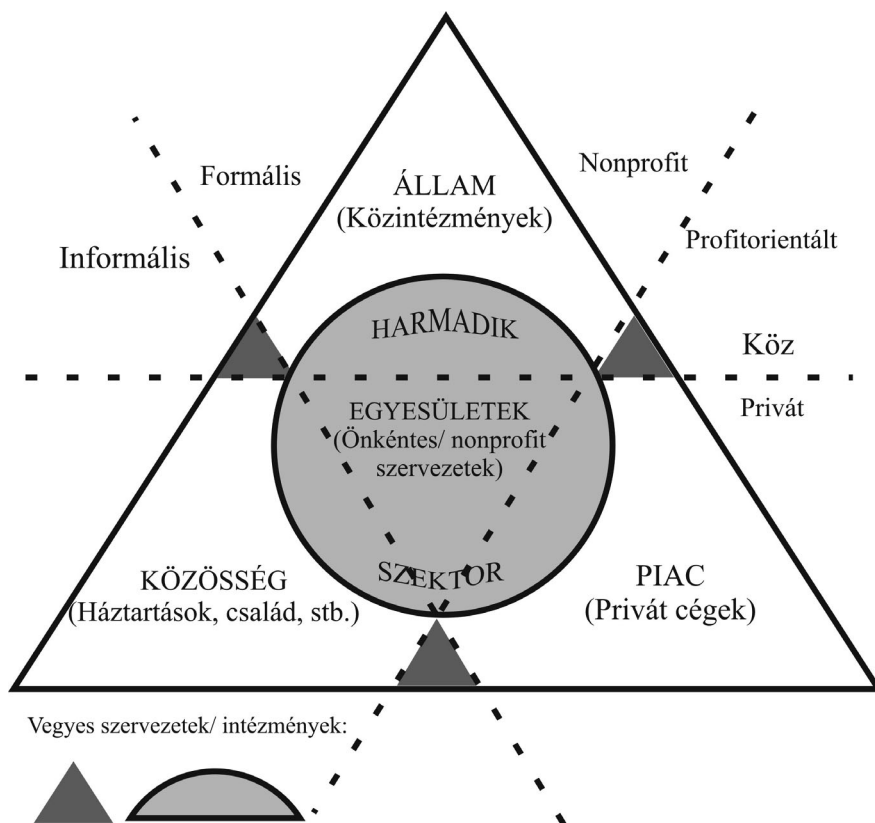 Formális
Nonprofit
ÁLLAM
(Közintézmények)
Informális
Profitorientált
HARMADIK
Köz
Privát
EGYESÜLETEK
(Önkéntes/ nonprofit
szervezetek)
SZEKTOR
KÖZÖSSÉG
(Háztartások, család, stb.)
PIAC
(Privát cégek)
Vegyes szervezetek/ intézmények: